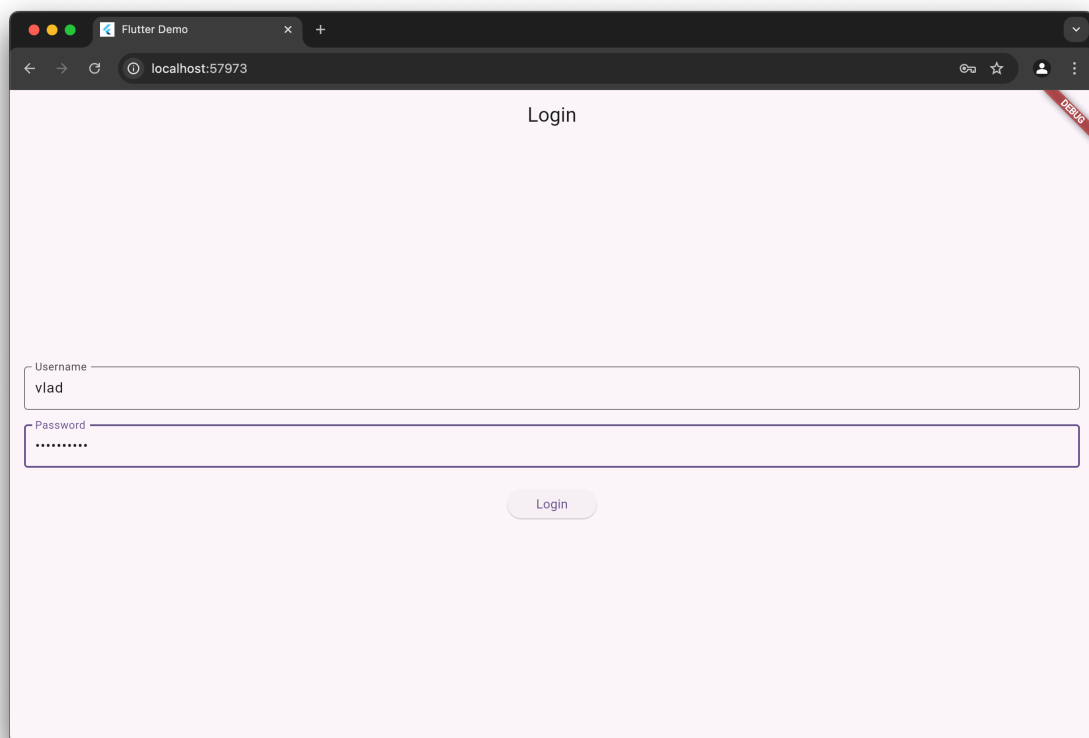 Flutter Demo
localhost:57973
Login
DEBUG
Username
vlad
Password
••••••••••
Login